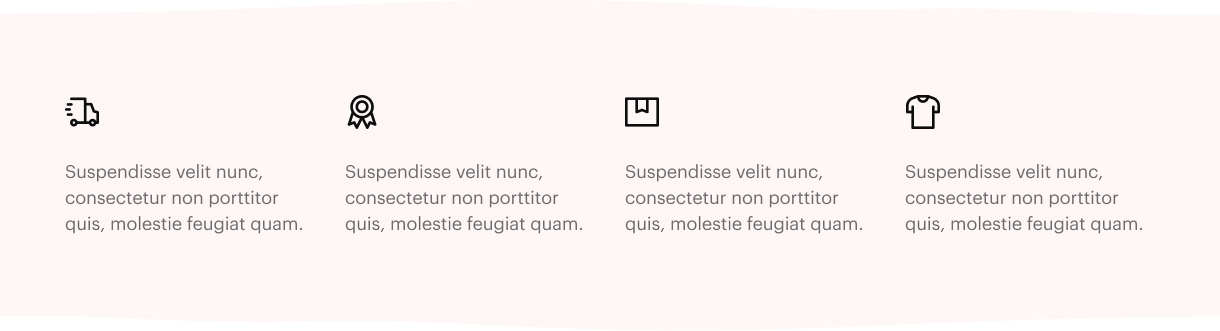 Suspendisse velit nunc,
consectetur non porttitor
quis, molestie feugiat quam.
Suspendisse velit nunc,
consectetur non porttitor
quis, molestie feugiat quam.
Suspendisse velit nunc,
consectetur non porttitor
quis, molestie feugiat quam.
Suspendisse velit nunc,
consectetur non porttitor
quis, molestie feugiat quam.